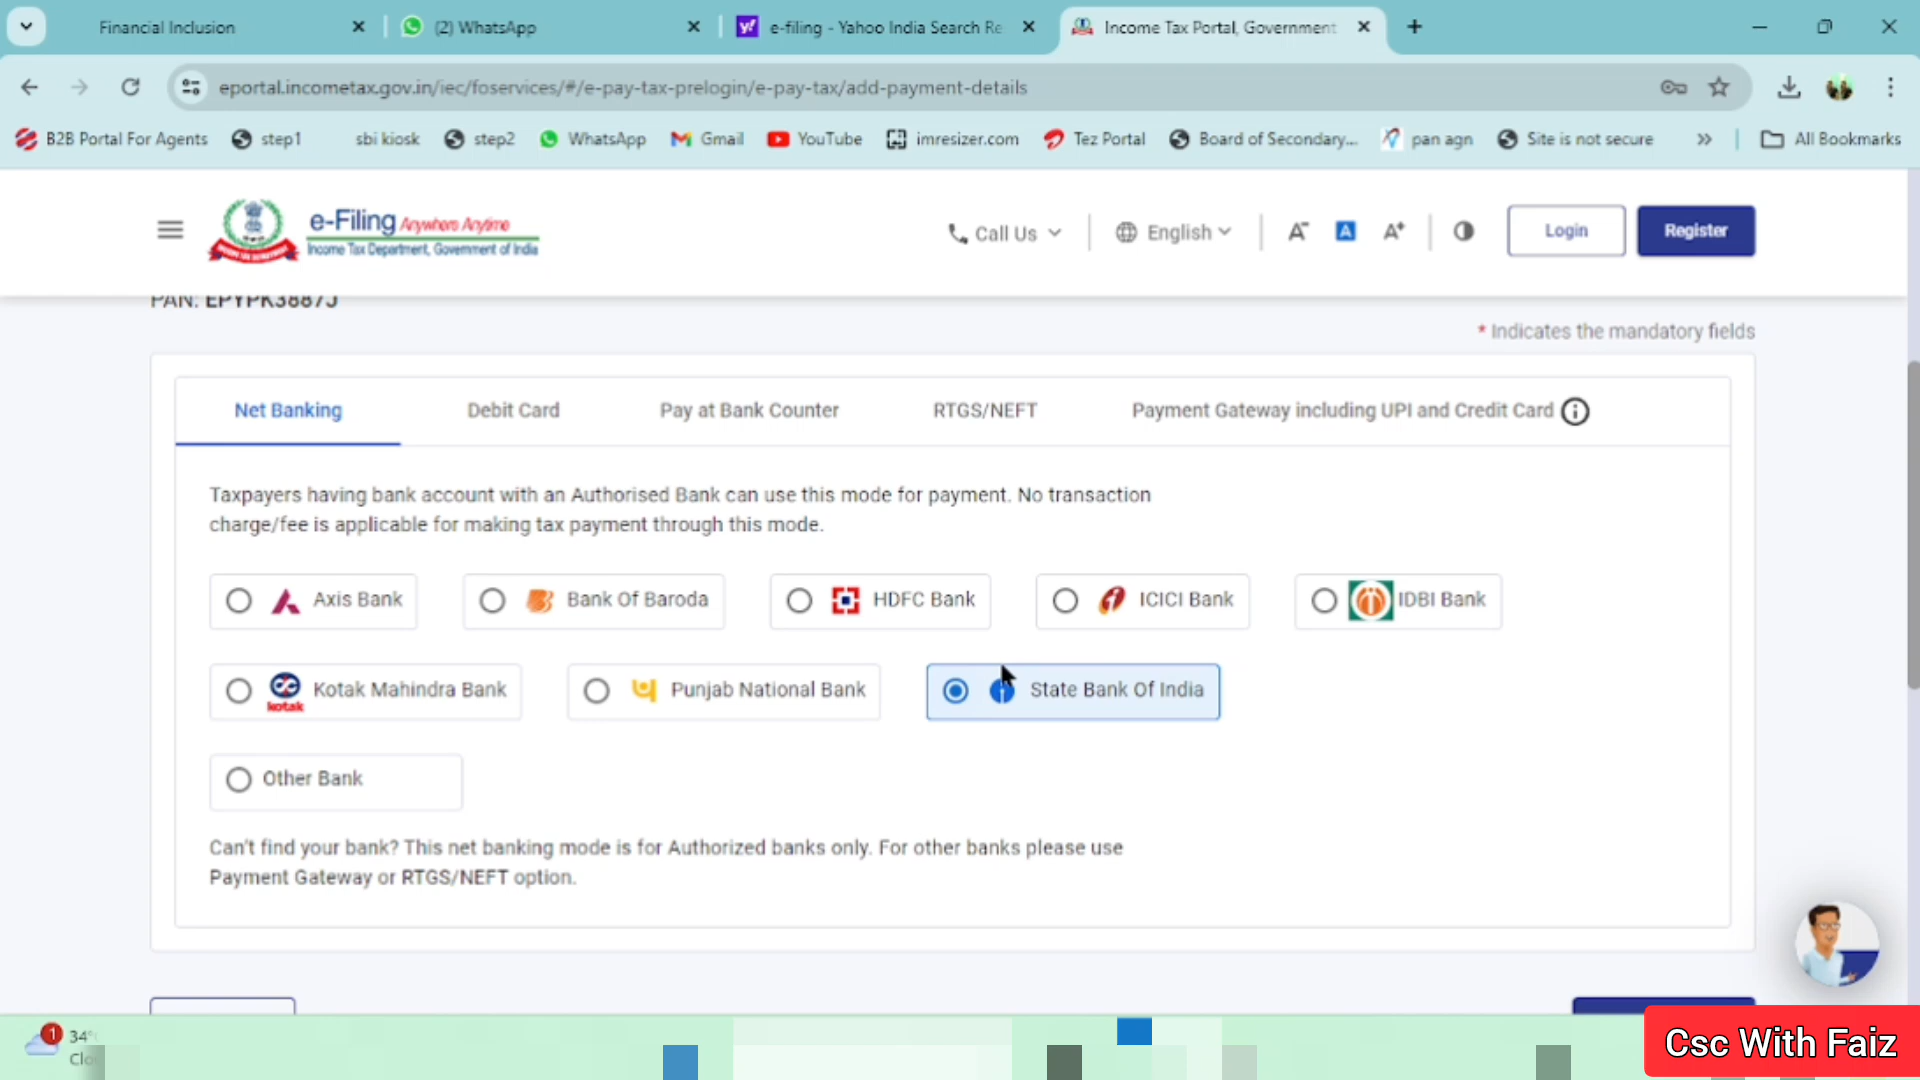 Financial Inclusion
(2) WhatsApp
e-filing - Yahoo India Search Re
Income Tax Portal, Government
eportal.incometax.gov.in/iec/foservices/#/e-pay-tax-prelogin/e-pay-tax/add-payment-details
B2B Portal For Agents step1 sbi kiosk step2 WhatsApp Gmail YouTube imresizer.com Tez Portal Board of Secondary... pan agn Site is not secure » All Bookmarks
e-Filing Anywhere Anytime
Income Tax Department, Government of India
Call Us English A- A A+ Login Register
PAN: EPYPK3887J
* Indicates the mandatory fields
Net Banking Debit Card Pay at Bank Counter RTGS/NEFT Payment Gateway including UPI and Credit Card
Taxpayers having bank account with an Authorised Bank can use this mode for payment. No transaction
charge/fee is applicable for making tax payment through this mode.
Axis Bank Bank Of Baroda HDFC Bank ICICI Bank IDBI Bank
kotak Kotak Mahindra Bank Punjab National Bank State Bank Of India
Other Bank
Can't find your bank? This net banking mode is for Authorized banks only. For other banks please use
Payment Gateway or RTGS/NEFT option.
1 34°
Csc With Faiz